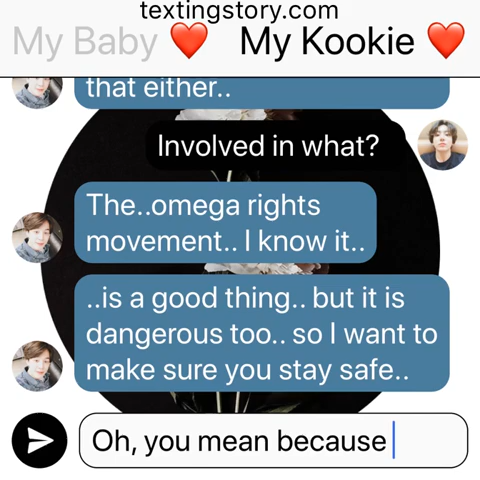 textingstory.com
My Baby ❤️ My Kookie ❤️
that either..
Involved in what?
The..omega rights
movement.. I know it..
..is a good thing.. but it is
dangerous too.. so I want to
make sure you stay safe..
Oh, you mean because